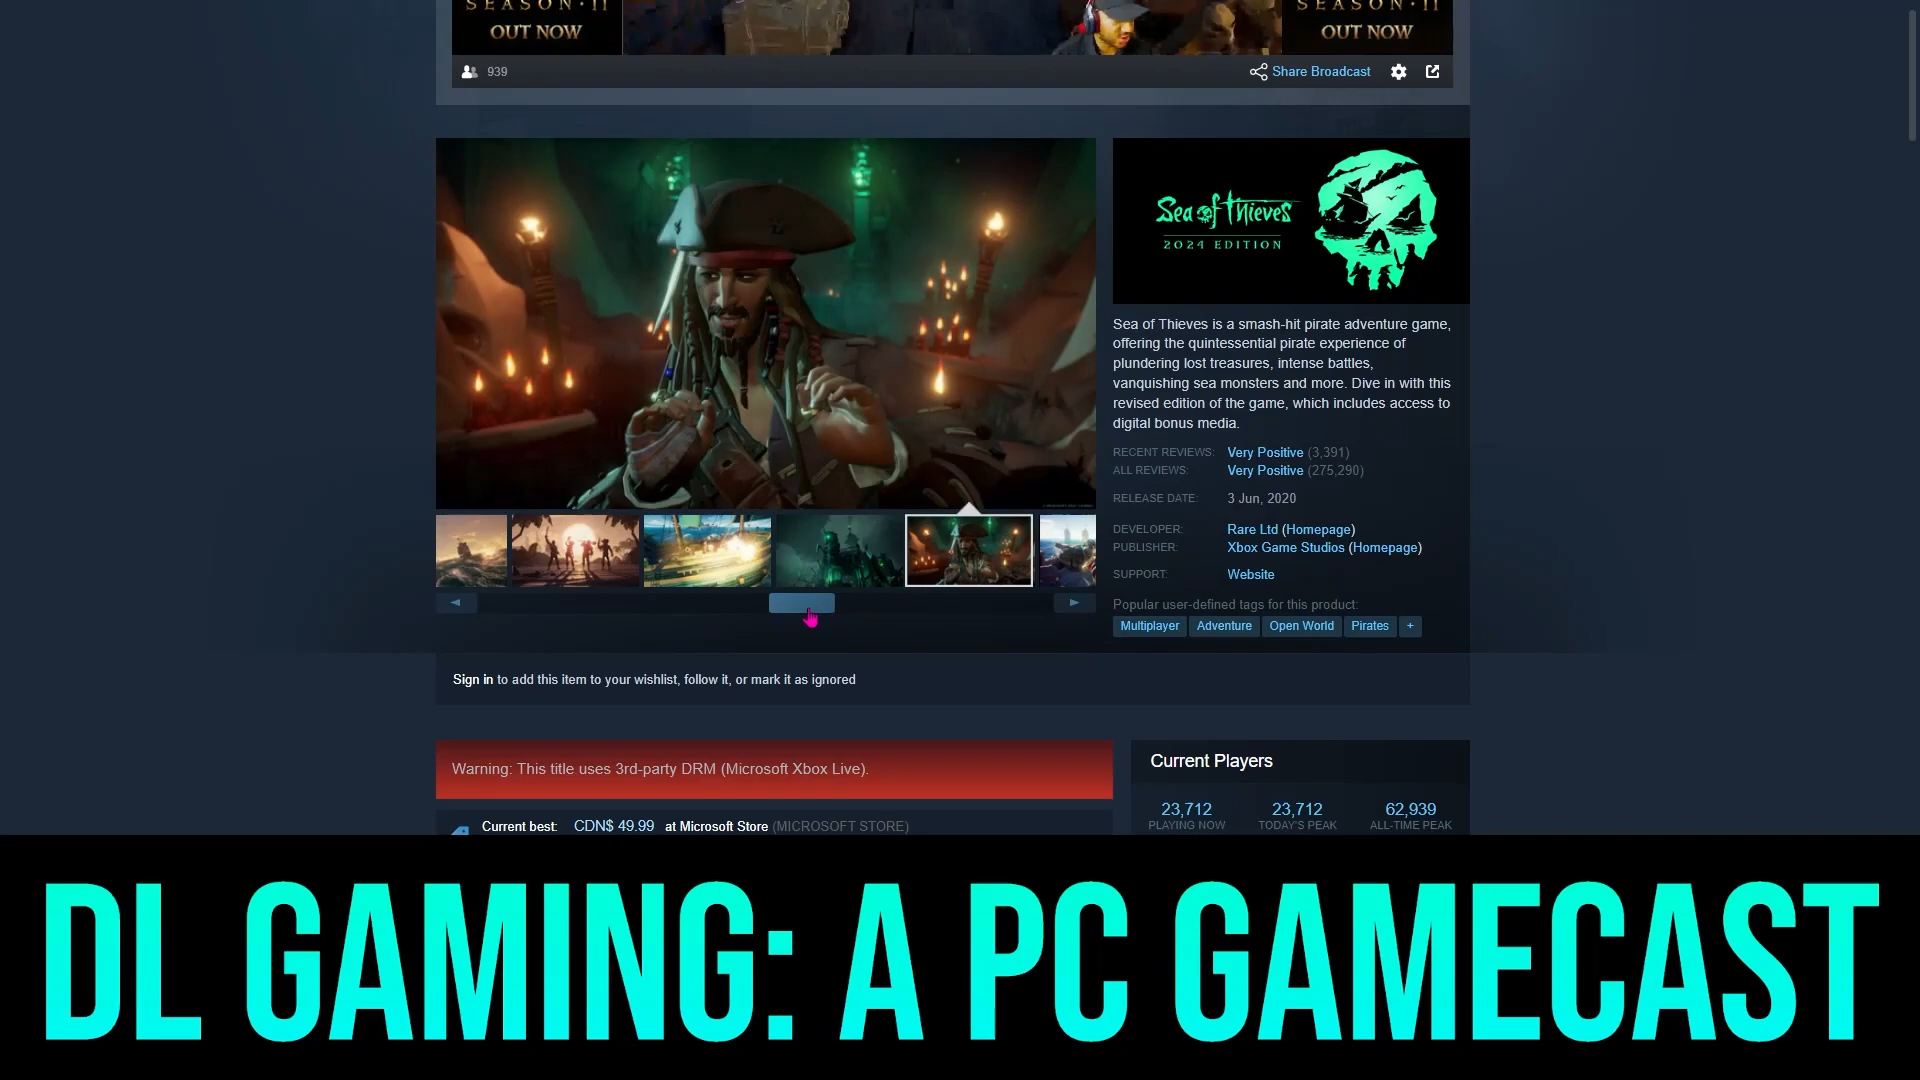 SEASON · 11
OUT NOW
SEASON · 11
OUT NOW
939
Share Broadcast
Sea of Thieves
2024 EDITION
Sea of Thieves is a smash-hit pirate adventure game,
offering the quintessential pirate experience of
plundering lost treasures, intense battles,
vanquishing sea monsters and more. Dive in with this
revised edition of the game, which includes access to
digital bonus media.
RECENT REVIEWS: Very Positive (3,391)
ALL REVIEWS: Very Positive (275,290)
RELEASE DATE: 3 Jun, 2020
DEVELOPER: Rare Ltd (Homepage)
PUBLISHER: Xbox Game Studios (Homepage)
SUPPORT: Website
Popular user-defined tags for this product:
Multiplayer Adventure Open World Pirates +
Sign in to add this item to your wishlist, follow it, or mark it as ignored
Warning: This title uses 3rd-party DRM (Microsoft Xbox Live).
Current best: CDN$ 49.99 at Microsoft Store (MICROSOFT STORE)
Current Players
23,712 23,712 62,939
PLAYING NOW TODAY'S PEAK ALL-TIME PEAK
DL GAMING: A PC GAMECAST